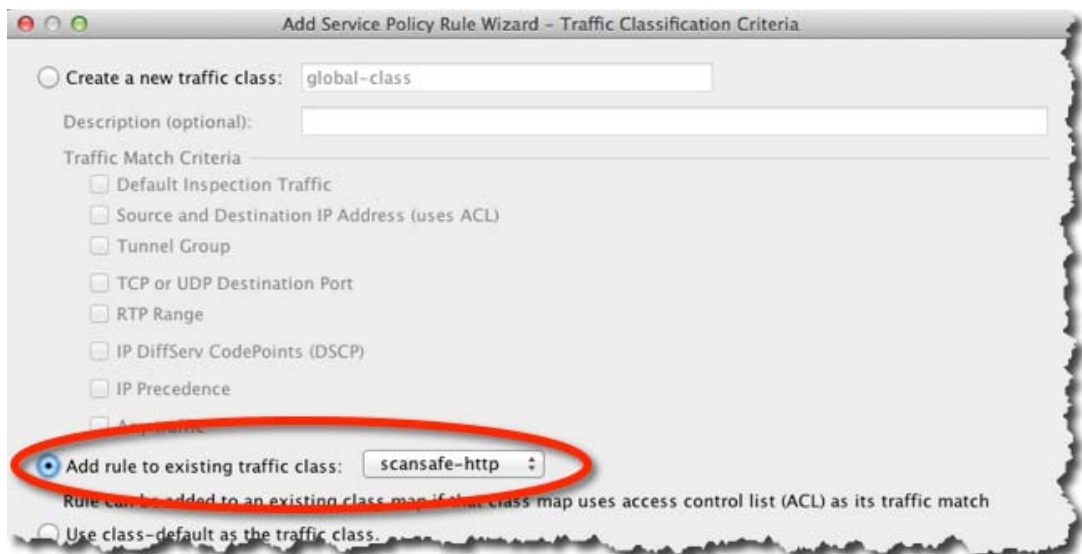 Add Service Policy Rule Wizard – Traffic Classification Criteria
Create a new traffic class: global-class
Description (optional):
Traffic Match Criteria
Default Inspection Traffic
Source and Destination IP Address (uses ACL)
Tunnel Group
TCP or UDP Destination Port
RTP Range
IP DiffServ CodePoints (DSCP)
IP Precedence
Any traffic
Add rule to existing traffic class: scansafe-http
Rule can be added to an existing class map if that class map uses access control list (ACL) as its traffic match
Use class-default as the traffic class.